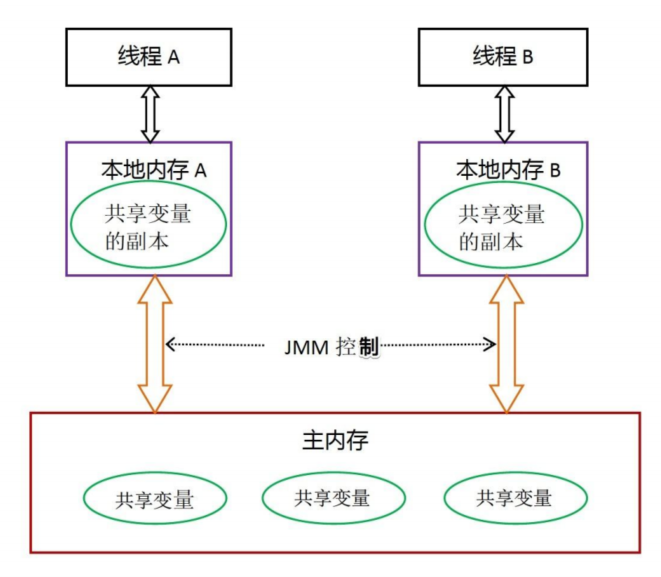 线程 A
线程 B
本地内存 A
本地内存 B
共享变量
的副本
共享变量
的副本
JMM 控制
主内存
共享变量
共享变量
共享变量